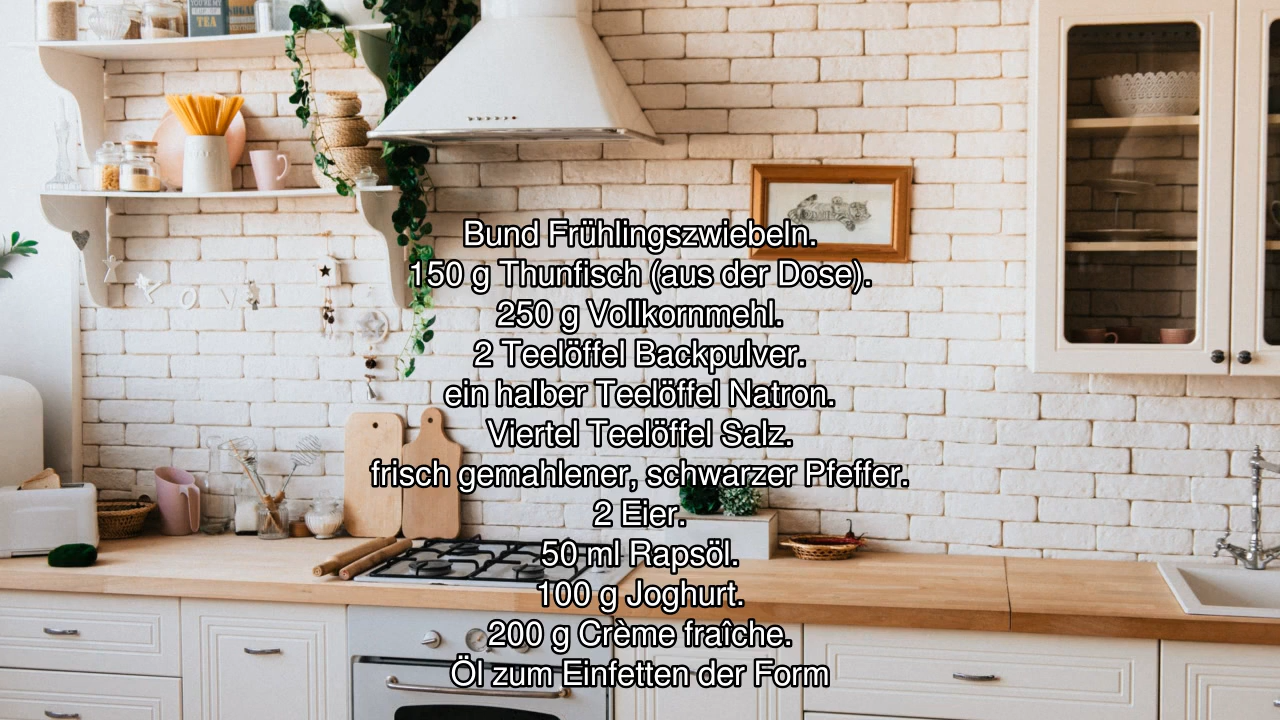 TEA
Bund Frühlingszwiebeln.
150 g Thunfisch (aus der Dose).
250 g Vollkornmehl.
2 Teelöffel Backpulver.
ein halber Teelöffel Natron.
Viertel Teelöffel Salz.
frisch gemahlener, schwarzer Pfeffer.
2 Eier.
50 ml Rapsöl.
100 g Joghurt.
200 g Crème fraîche.
Öl zum Einfetten der Form